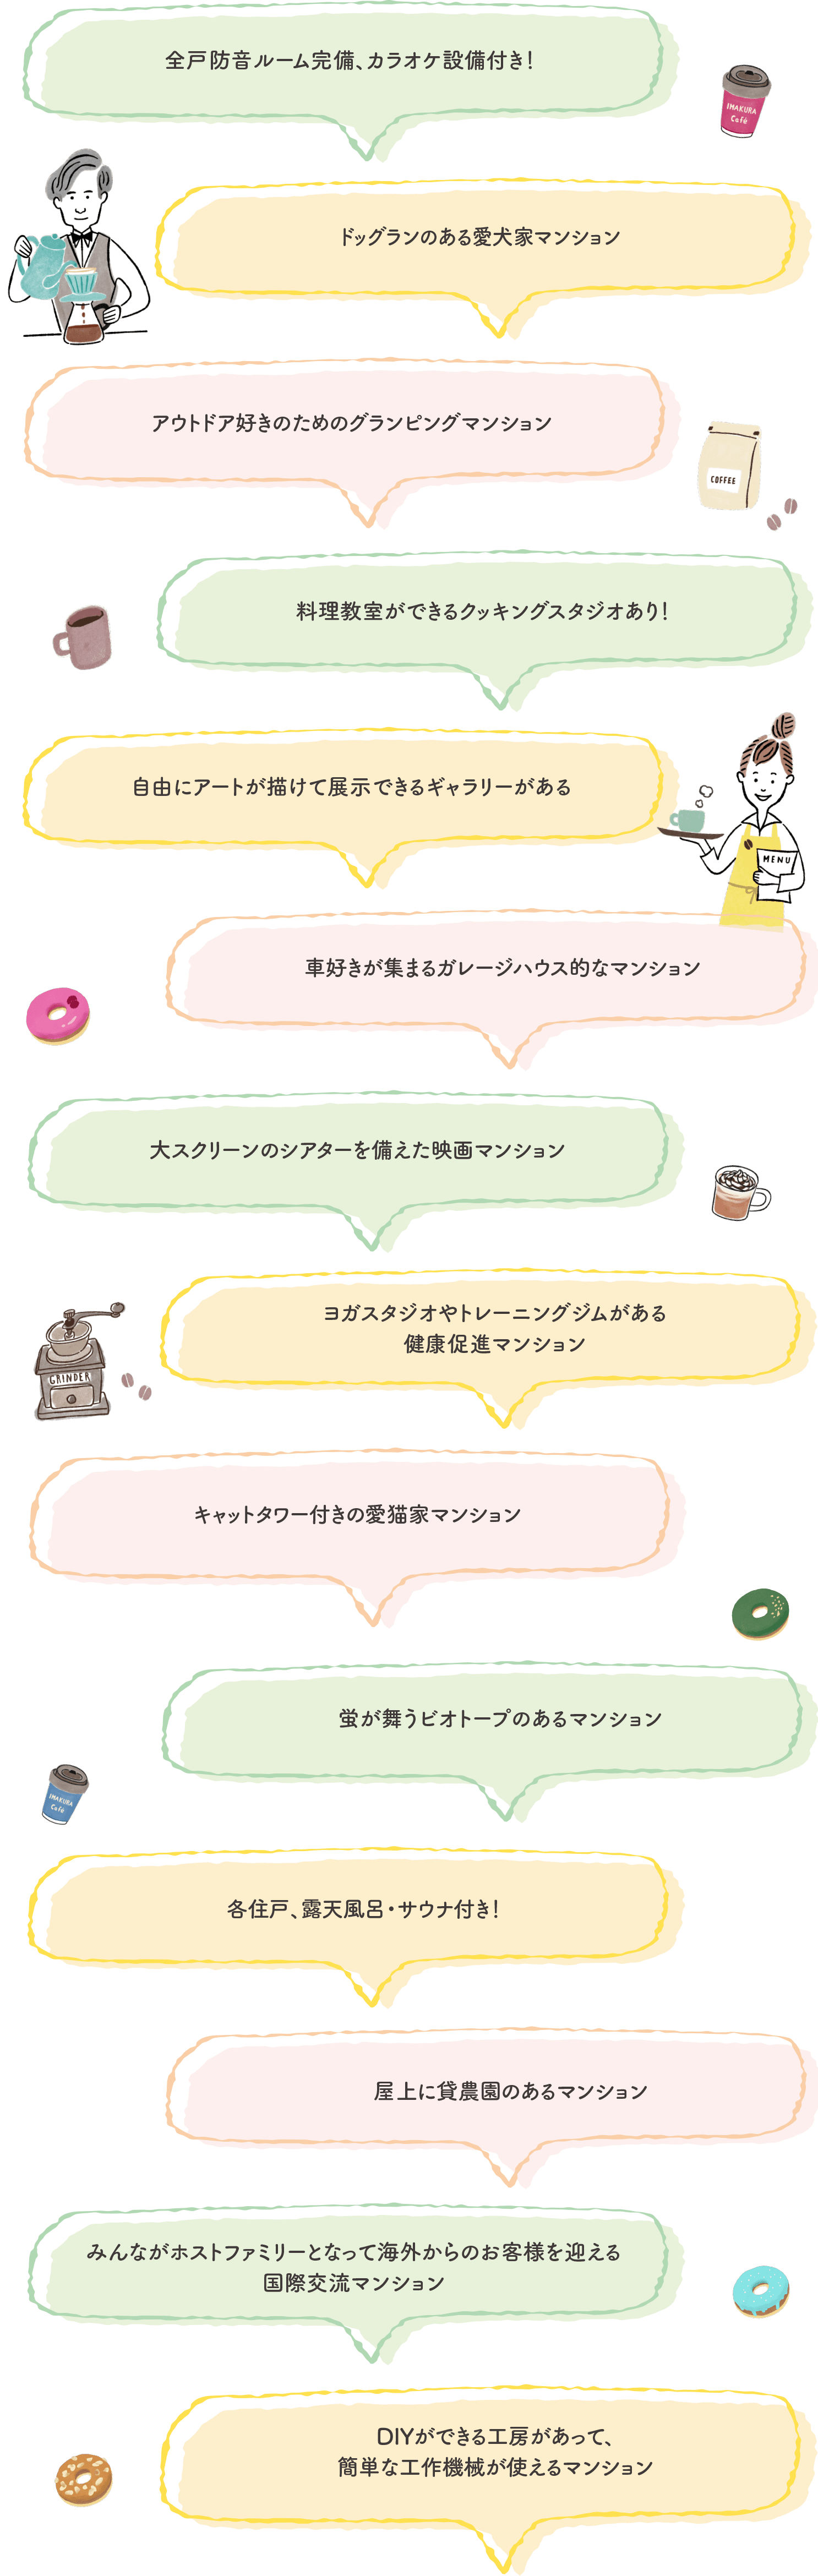 全戸防音ルーム完備、カラオケ設備付き!
IMAKURA
Café
ドッグランのある愛犬家マンション
アウトドア好きのためのグランピングマンション
COFFEE
料理教室ができるクッキングスタジオあり!
自由にアートが描けて展示できるギャラリーがある
MENU
車好きが集まるガレージハウス的なマンション
大スクリーンのシアターを備えた映画マンション
ヨガスタジオやトレーニングジムがある
健康促進マンション
GRINDER
キャットタワー付きの愛猫家マンション
蛍が舞うビオトープのあるマンション
IMAKURA
Café
各住戸、露天風呂・サウナ付き!
屋上に貸農園のあるマンション
みんながホストファミリーとなって海外からのお客様を迎える
国際交流マンション
DIYができる工房があって、
簡単な工作機械が使えるマンション